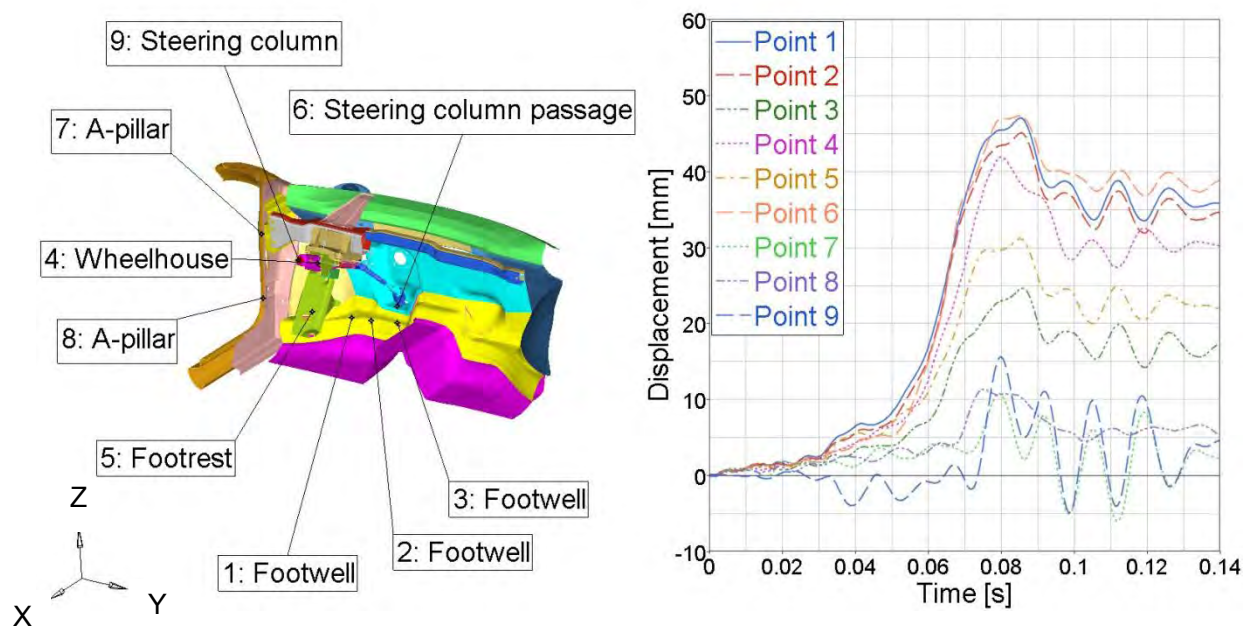 9: Steering column
6: Steering column passage
7: A-pillar
4: Wheelhouse
8: A-pillar
5: Footrest
3: Footwell
2: Footwell
1: Footwell
Z
X
Y
60
50
40
30
20
10
0
-10
Displacement [mm]
Point 1
Point 2
Point 3
Point 4
Point 5
Point 6
Point 7
Point 8
Point 9
0
0.02
0.04
0.06
0.08
0.10
0.12
0.14
Time [s]